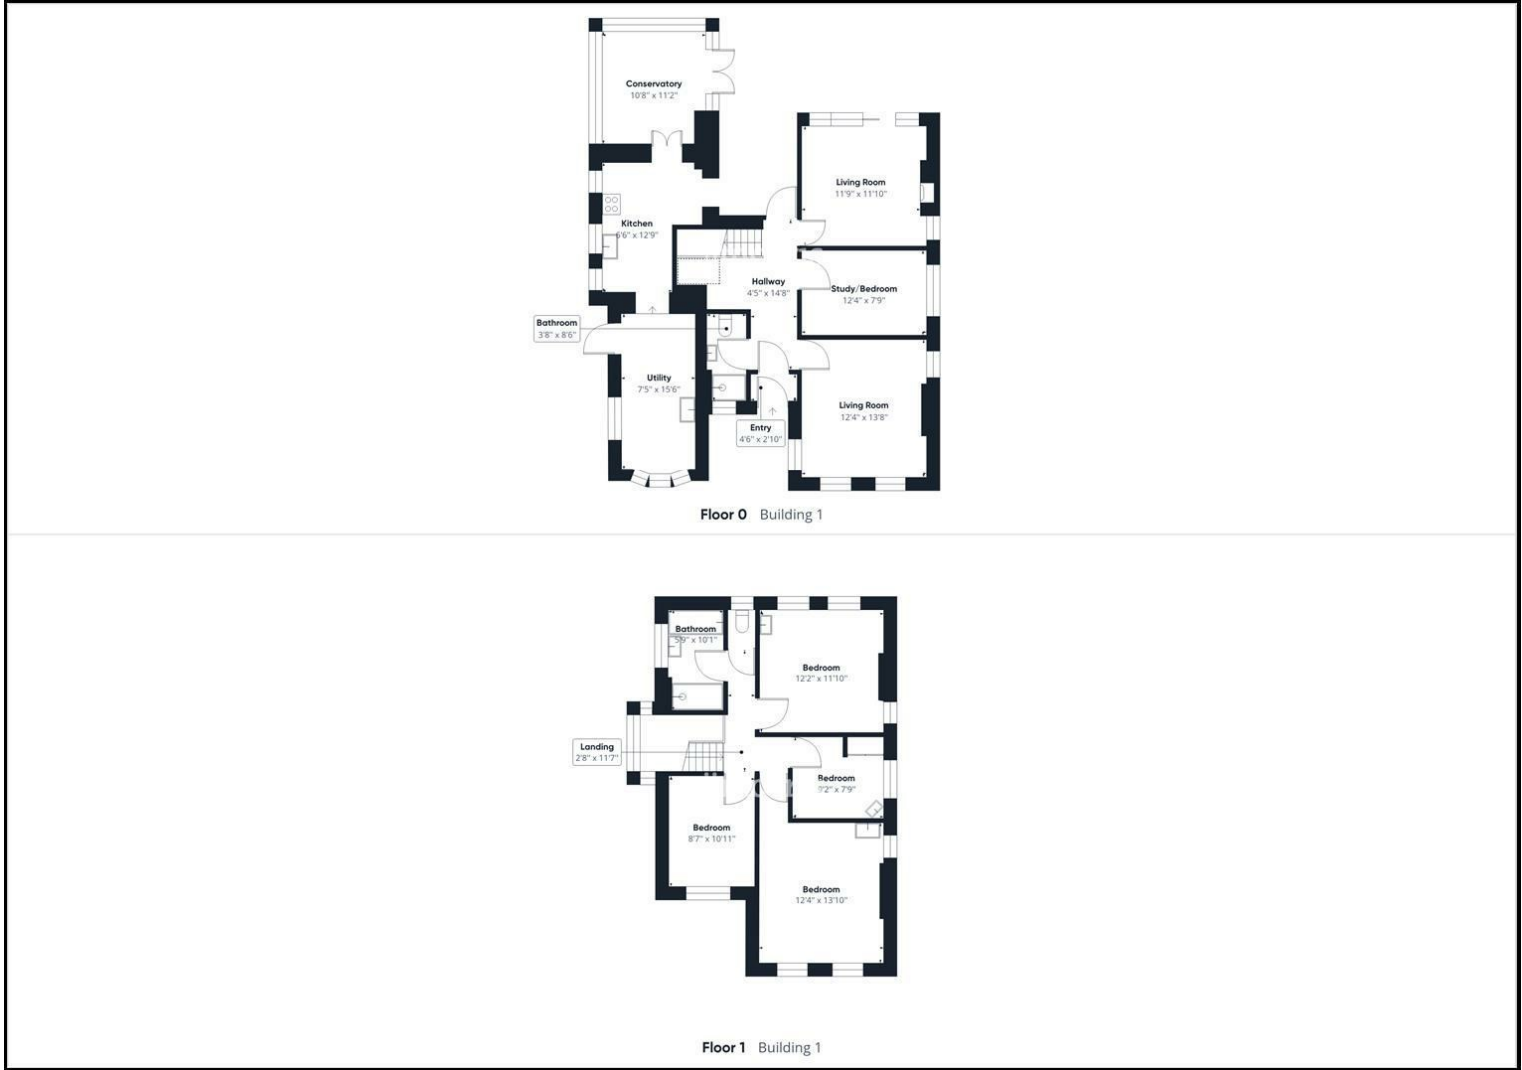 Conservatory
10'8" x 11'2"
Living Room
11'9" x 11'10"
Kitchen
6'6" x 12'9"
Hallway
4'5" x 14'8"
Study/Bedroom
12'4" x 7'9"
Bathroom
3'8" x 8'6"
Utility
7'5" x 15'6"
Living Room
12'4" x 13'8"
Entry
4'6" x 2'10"
Floor 0 Building 1
Bathroom
5'9" x 10'1"
Bedroom
12'2" x 11'10"
Landing
2'8" x 11'7"
Bedroom
x 7'9"
Bedroom
8'7" x 10'11"
Bedroom
12'4" x 13'10"
Floor 1 Building 1